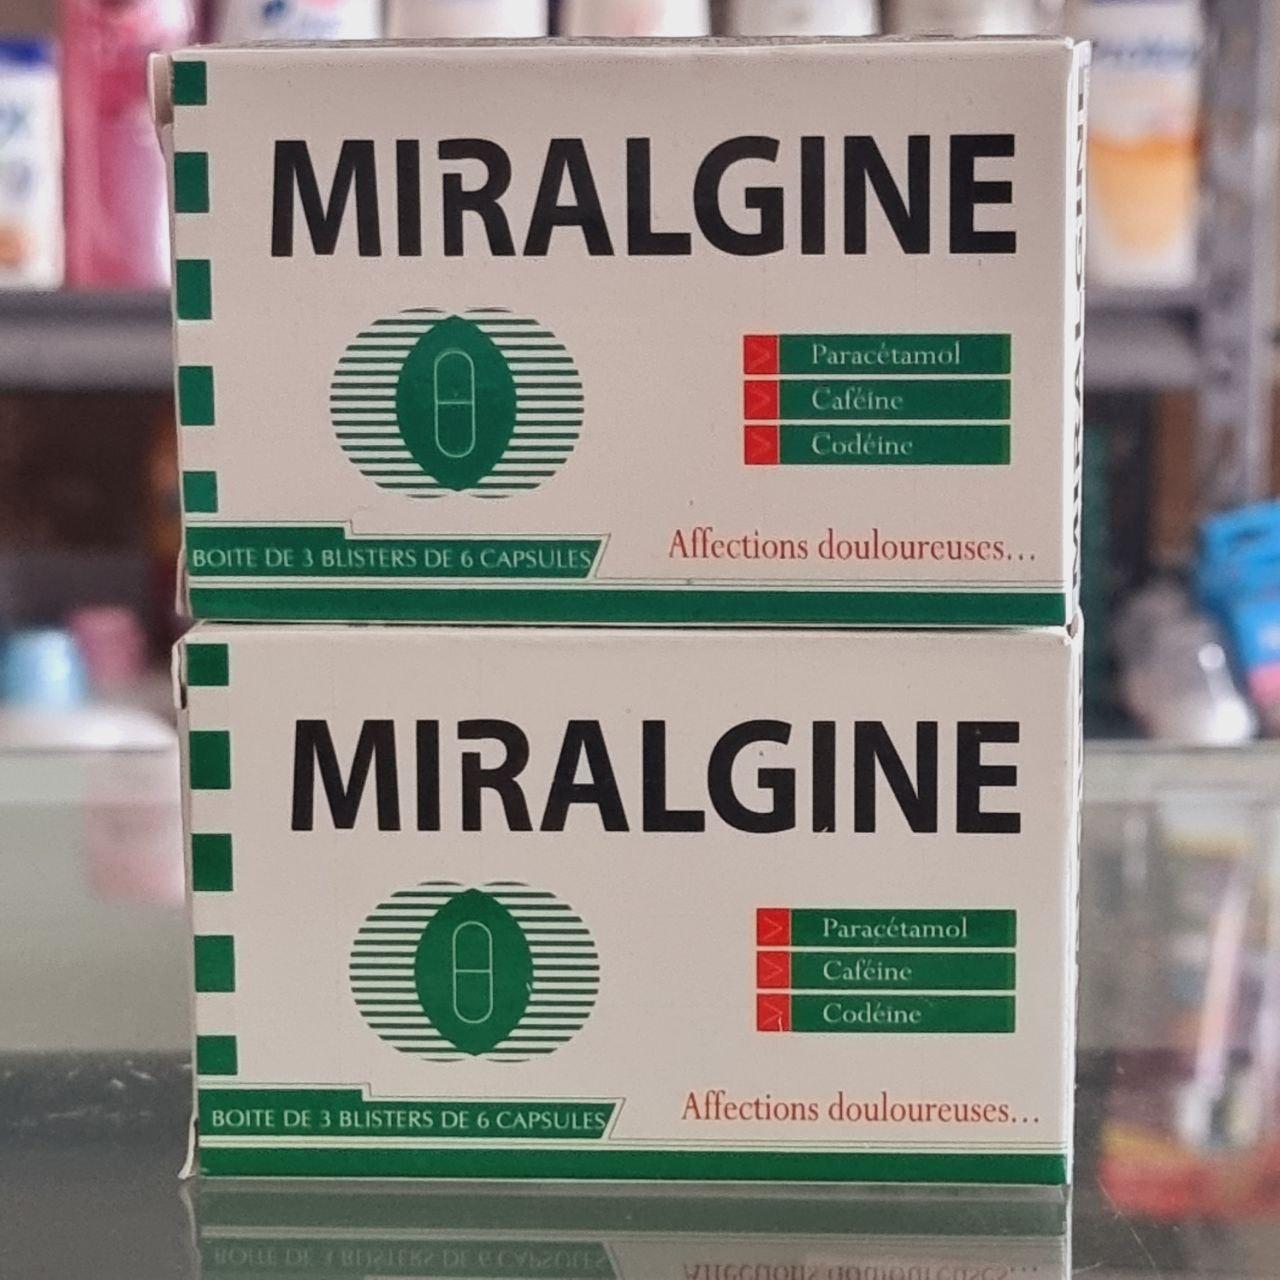 MIRALGINE
Paracétamol
Caféine
Codéine
Affections douloureuses...
BOITE DE 3 BLISTERS DE 6 CAPSULES
MIRALGINE
MIRALGINE
Paracétamol
Caféine
Codéine
Affections douloureuses...
BOITE DE 3 BLISTERS DE 6 CAPSULES